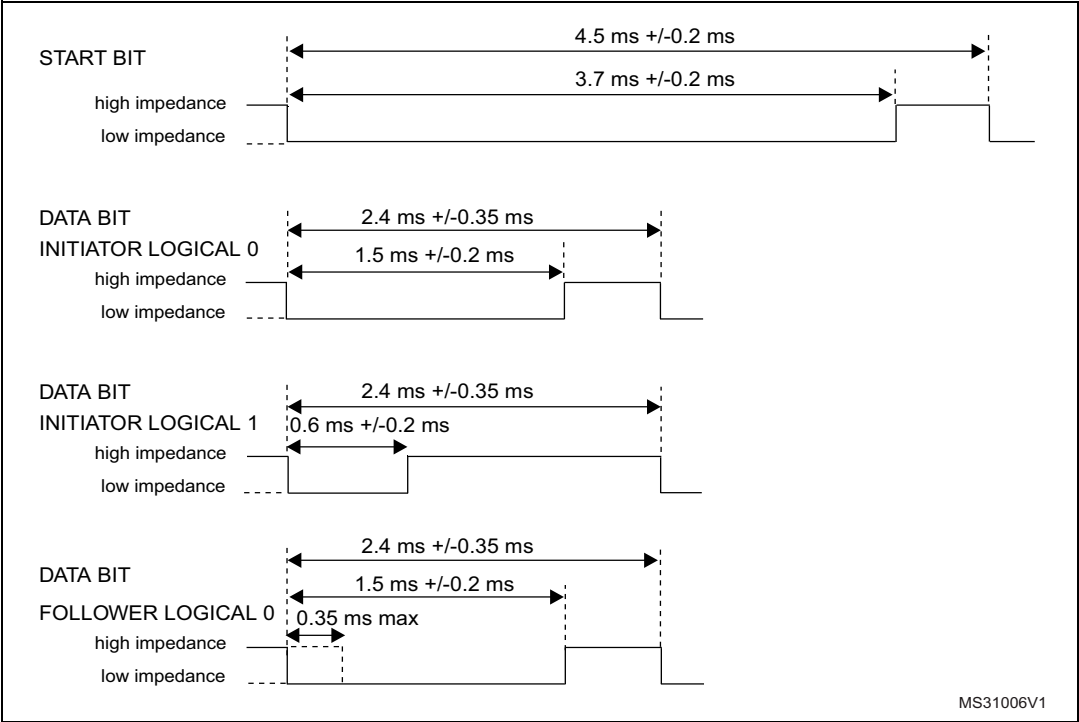 4.5 ms +/-0.2 ms
START BIT
3.7 ms +/-0.2 ms
high impedance
low impedance
DATA BIT
2.4 ms +/-0.35 ms
INITIATOR LOGICAL 0
1.5 ms +/-0.2 ms
high impedance
low impedance
DATA BIT
2.4 ms +/-0.35 ms
INITIATOR LOGICAL 1
0.6 ms +/-0.2 ms
high impedance
low impedance
2.4 ms +/-0.35 ms
DATA BIT
1.5 ms +/-0.2 ms
FOLLOWER LOGICAL 0
0.35 ms max
high impedance
low impedance
MS31006V1